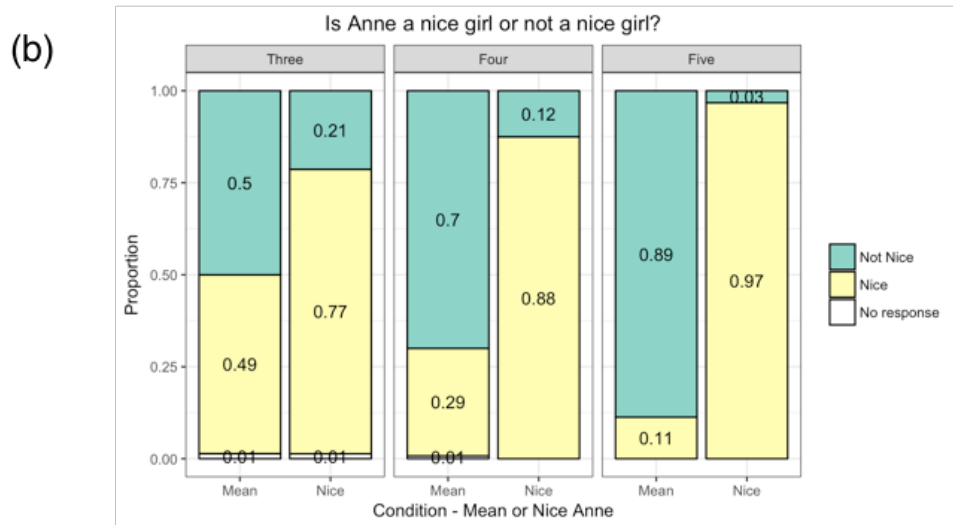 (b)
Is Anne a nice girl or not a nice girl?
Three Four Five
1.00
0.75
0.50
0.25
0.00
Proportion
0.5 0.21 0.7 0.12 0.89 0.03
0.49 0.77 0.29 0.88 0.11 0.97
0.01 0.01 0.01
Mean Nice Mean Nice Mean Nice
Condition - Mean or Nice Anne
Not Nice
Nice
No response